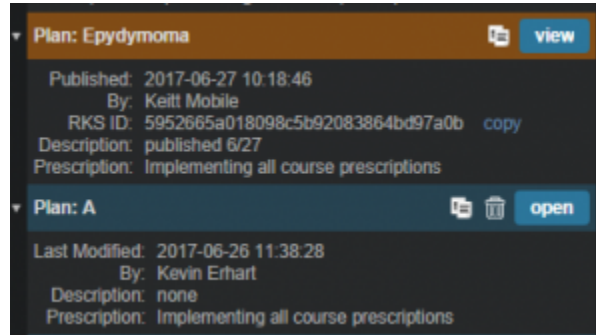 Plan: Epydymoma view
Published: 2017-06-27 10:18:46
By: Keitt Mobile
RKS ID: 5952665a018098c5b92083864bd97a0b copy
Description: published 6/27
Prescription: Implementing all course prescriptions
Plan: A open
Last Modified: 2017-06-26 11:38:28
By: Kevin Erhart
Description: none
Prescription: Implementing all course prescriptions